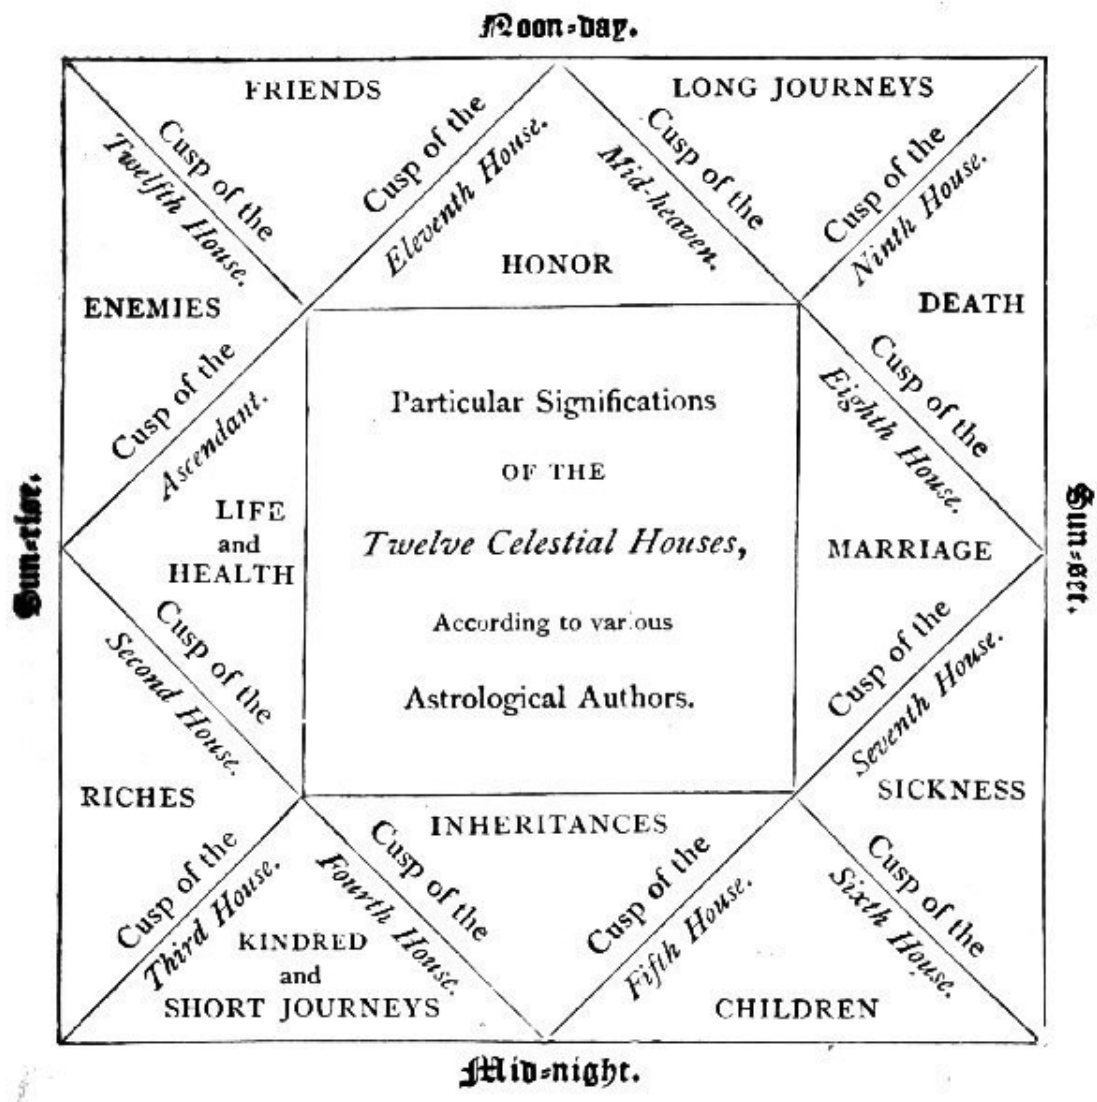 Noon-day.
FRIENDS
LONG JOURNEYS
Cusp of the
Twelfth House.
Cusp of the
Eleventh House.
Cusp of the
Mid-heaven.
Cusp of the
Ninth House.
HONOR
ENEMIES
DEATH
Cusp of the
Ascendant.
Cusp of the
Eighth House.
Particular Significations
OF THE
Twelve Celestial Houses,
According to various
Astrological Authors.
Sun-rise.
LIFE
and
HEALTH
MARRIAGE
Sun-set.
Cusp of the
Second House.
Cusp of the
Seventh House.
RICHES
SICKNESS
INHERITANCES
Cusp of the
Third House.
Cusp of the
Fourth House.
Cusp of the
Fifth House.
Cusp of the
Sixth House.
KINDRED
and
SHORT JOURNEYS
CHILDREN
Mid-night.